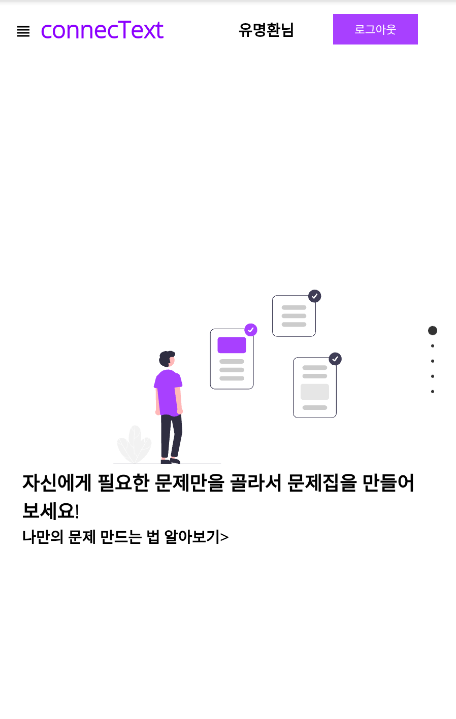 connecText
유명환님
로그아웃
자신에게 필요한 문제만을 골라서 문제집을 만들어
보세요!
나만의 문제 만드는 법 알아보기>